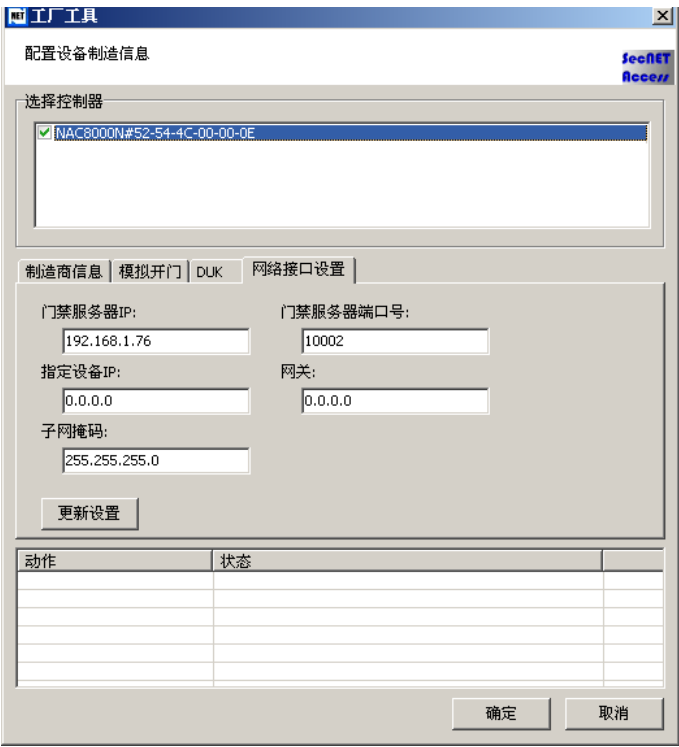 NET 工厂工具
配置设备制造信息
SecNET
Access
选择控制器
NAC8000N#52-54-4C-00-00-0E
制造商信息 模拟开门 DUK 网络接口设置
门禁服务器IP: 门禁服务器端口号:
192.168.1.76 10002
指定设备IP: 网关:
0.0.0.0 0.0.0.0
子网掩码:
255.255.255.0
更新设置
动作 状态
确定 取消